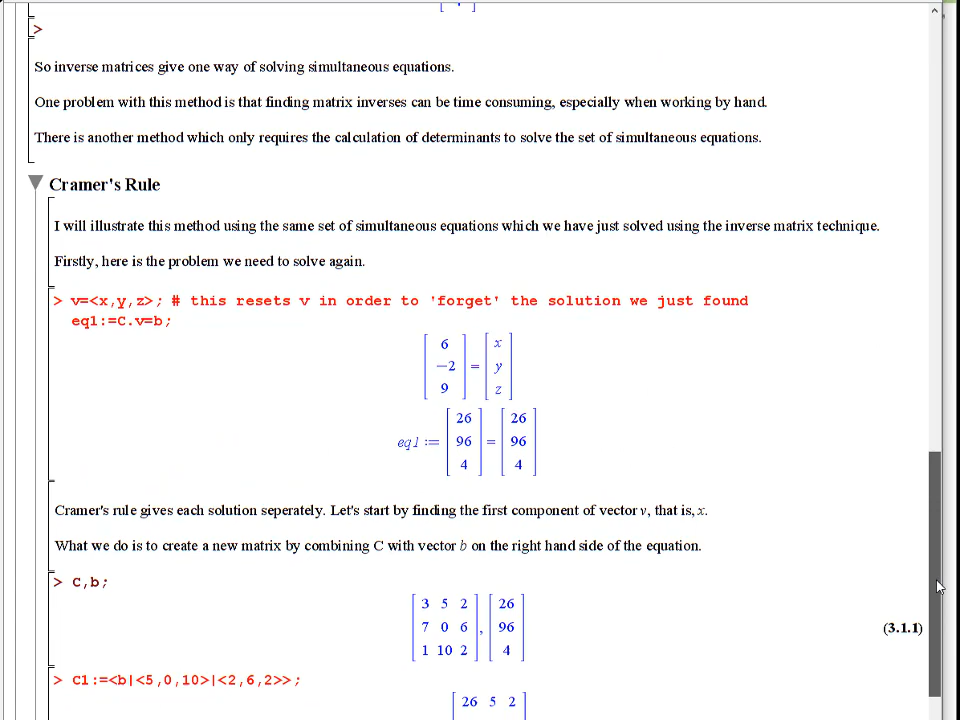 >
So inverse matrices give one way of solving simultaneous equations.
One problem with this method is that finding matrix inverses can be time consuming, especially when working by hand.
There is another method which only requires the calculation of determinants to solve the set of simultaneous equations.
Cramer's Rule
I will illustrate this method using the same set of simultaneous equations which we have just solved using the inverse matrix technique.
Firstly, here is the problem we need to solve again.
> v=<x,y,z>; # this resets v in order to 'forget' the solution we just found
eq1:=C.v=b;
6 x
-2 = y
9 z
26 26
eq1 := 96 = 96
4 4
Cramer's rule gives each solution seperately. Let's start by finding the first component of vector v, that is, x.
What we do is to create a new matrix by combining C with vector b on the right hand side of the equation.
> C,b;
3 5 2 26
7 0 6 , 96 (3.1.1)
1 10 2 4
> C1:=<b|<5,0,10>|<2,6,2>>;
26 5 2